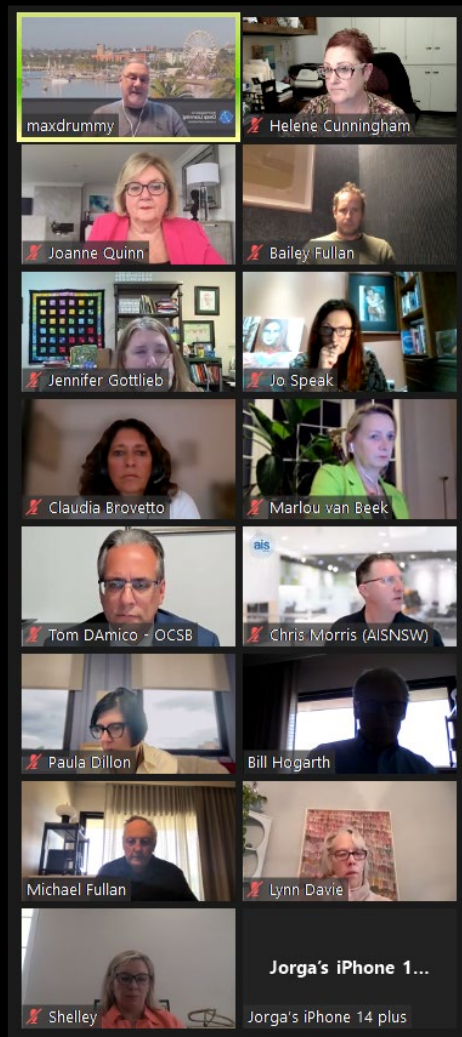 maxdrummy
Helene Cunningham
Joanne Quinn
Bailey Fullan
Jennifer Gottlieb
Jo Speak
Claudia Brovetto
Marlou van Beek
ais
Tom DAmico - OCSB
Chris Morris (AISNSW)
Paula Dillon
Bill Hogarth
Michael Fullan
Lynn Davie
Jorga's iPhone 1...
Shelley
Jorga's iPhone 14 plus